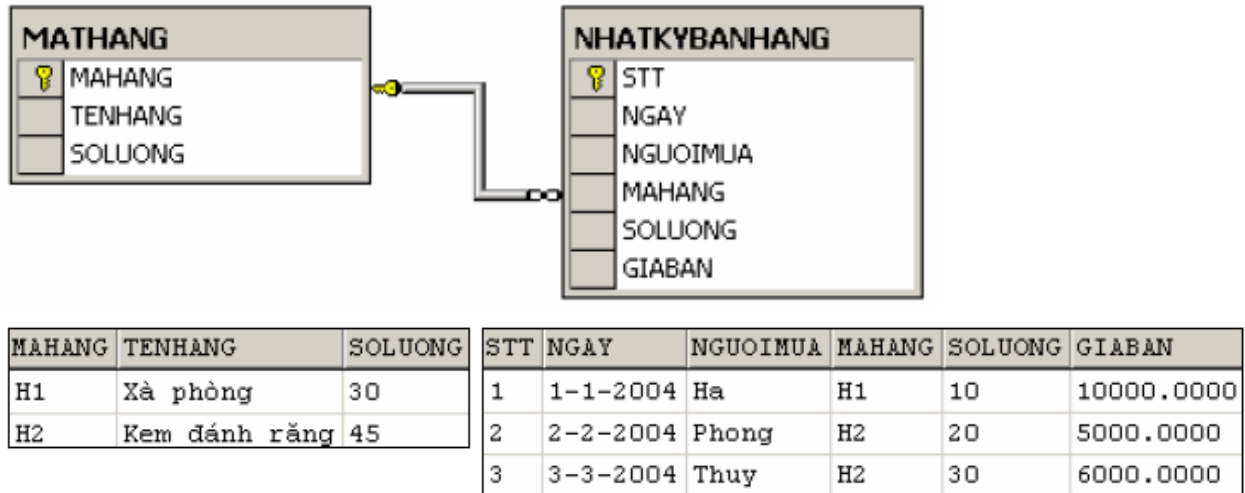 MATHANG
MAHANG
TENHANG
SOLUONG
NHATKYBANHANG
STT
NGAY
NGUOIMUA
MAHANG
SOLUONG
GIABAN
MAHANG TENHANG SOLUONG
H1 Xà phòng 30
H2 Kem đánh răng 45
STT NGAY NGUOIMUA MAHANG SOLUONG GIABAN
1 1-1-2004 Ha H1 10 10000.0000
2 2-2-2004 Phong H2 20 5000.0000
3 3-3-2004 Thuy H2 30 6000.0000